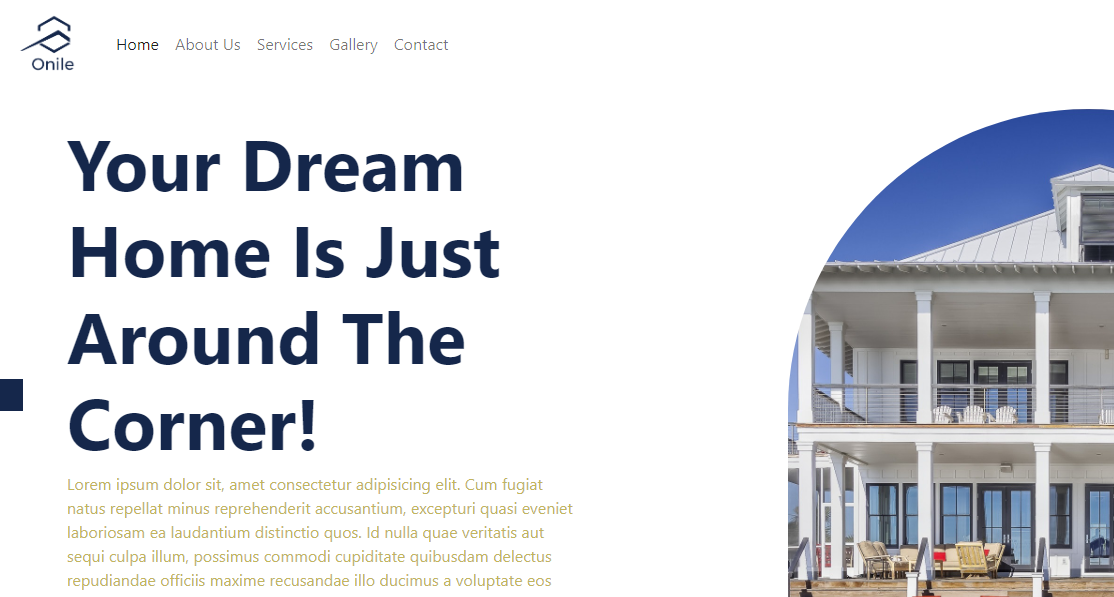 Onile
Home About Us Services Gallery Contact
Your Dream
Home Is Just
Around The
Corner!
Lorem ipsum dolor sit, amet consectetur adipisicing elit. Cum fugiat
natus repellat minus reprehenderit accusantium, excepturi quasi eveniet
laboriosam ea laudantium distinctio quos. Id nulla quae veritatis aut
sequi culpa illum, possimus commodi cupiditate quibusdam delectus
repudiandae officiis maxime recusandae illo ducimus a voluptate eos